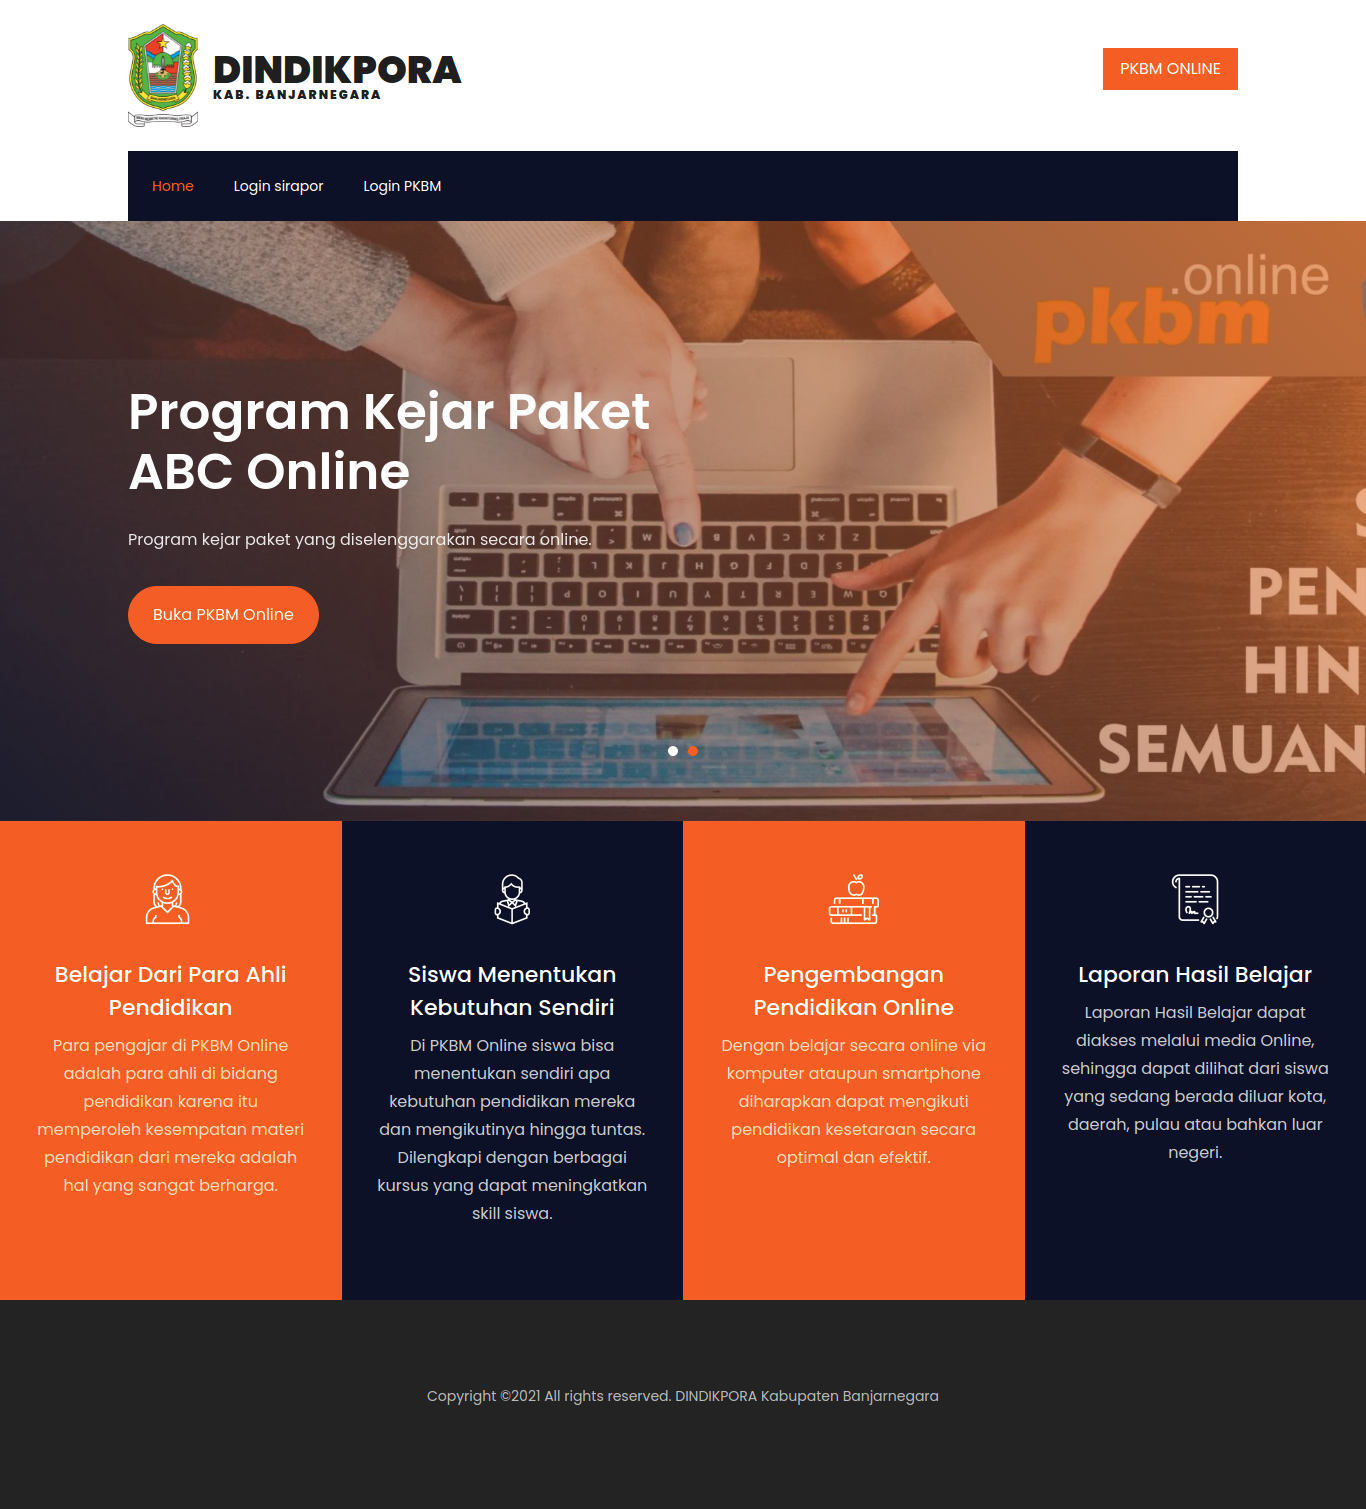 DINDIKPORA
KAB. BANJARNEGARA
PKBM ONLINE
Home
Login sirapor
Login PKBM
.online
pkbm
Program Kejar Paket
ABC Online
Program kejar paket yang diselenggarakan secara online.
Buka PKBM Online
PEN
HIN
SEMUAN
Belajar Dari Para Ahli
Pendidikan
Para pengajar di PKBM Online
adalah para ahli di bidang
pendidikan karena itu
memperoleh kesempatan materi
pendidikan dari mereka adalah
hal yang sangat berharga.
Siswa Menentukan
Kebutuhan Sendiri
Di PKBM Online siswa bisa
menentukan sendiri apa
kebutuhan pendidikan mereka
dan mengikutinya hingga tuntas.
Dilengkapi dengan berbagai
kursus yang dapat meningkatkan
skill siswa.
Pengembangan
Pendidikan Online
Dengan belajar secara online via
komputer ataupun smartphone
diharapkan dapat mengikuti
pendidikan kesetaraan secara
optimal dan efektif.
Laporan Hasil Belajar
Laporan Hasil Belajar dapat
diakses melalui media Online,
sehingga dapat dilihat dari siswa
yang sedang berada diluar kota,
daerah, pulau atau bahkan luar
negeri.
Copyright ©2021 All rights reserved. DINDIKPORA Kabupaten Banjarnegara